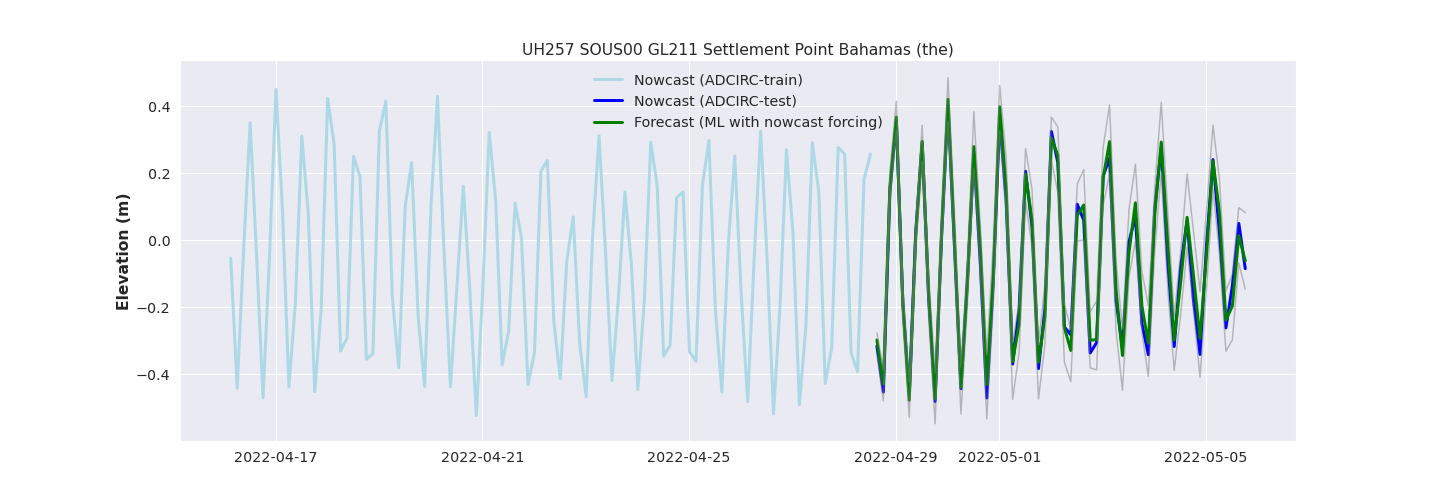 UH257 SOUS00 GL211 Settlement Point Bahamas (the)
Nowcast (ADCIRC-train)
Nowcast (ADCIRC-test)
Forecast (ML with nowcast forcing)
Elevation (m)
0.4
0.2
0.0
−0.2
−0.4
2022-04-17 2022-04-21 2022-04-25 2022-04-29 2022-05-01 2022-05-05